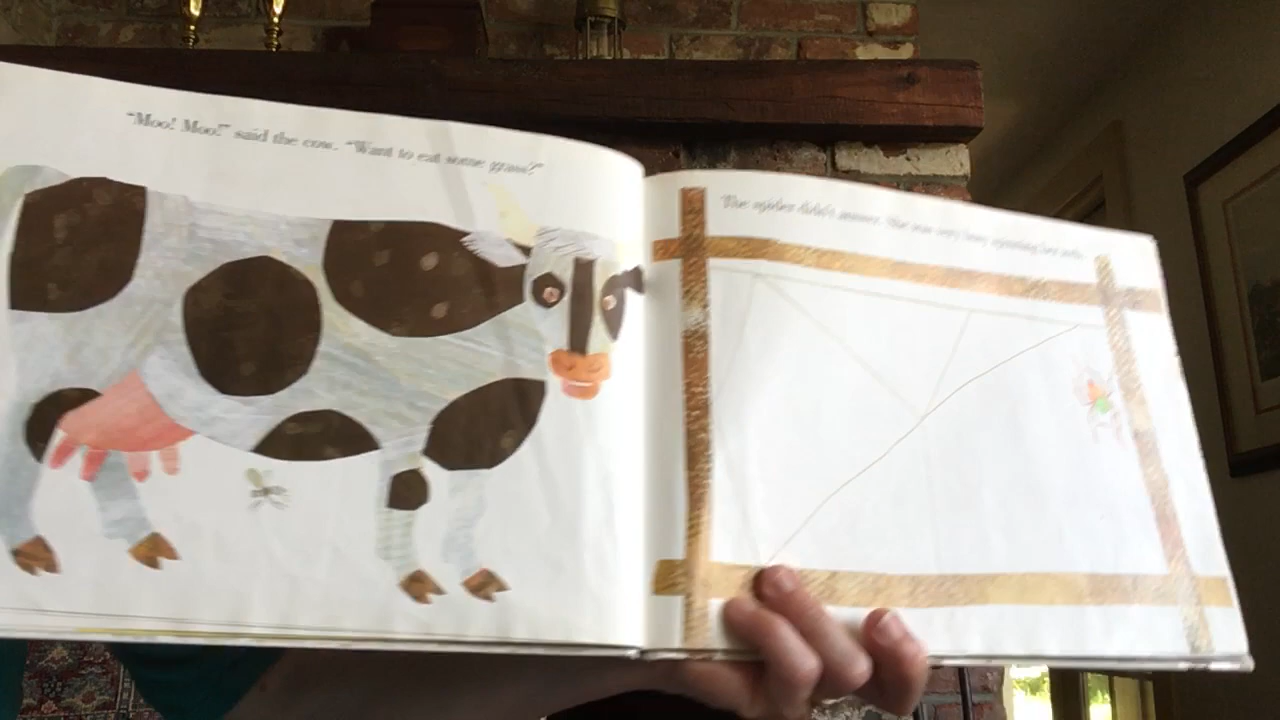 “Moo! Moo!” said the cow. “Want to eat some grass?”
The spider didn’t answer. She was very busy spinning her web.